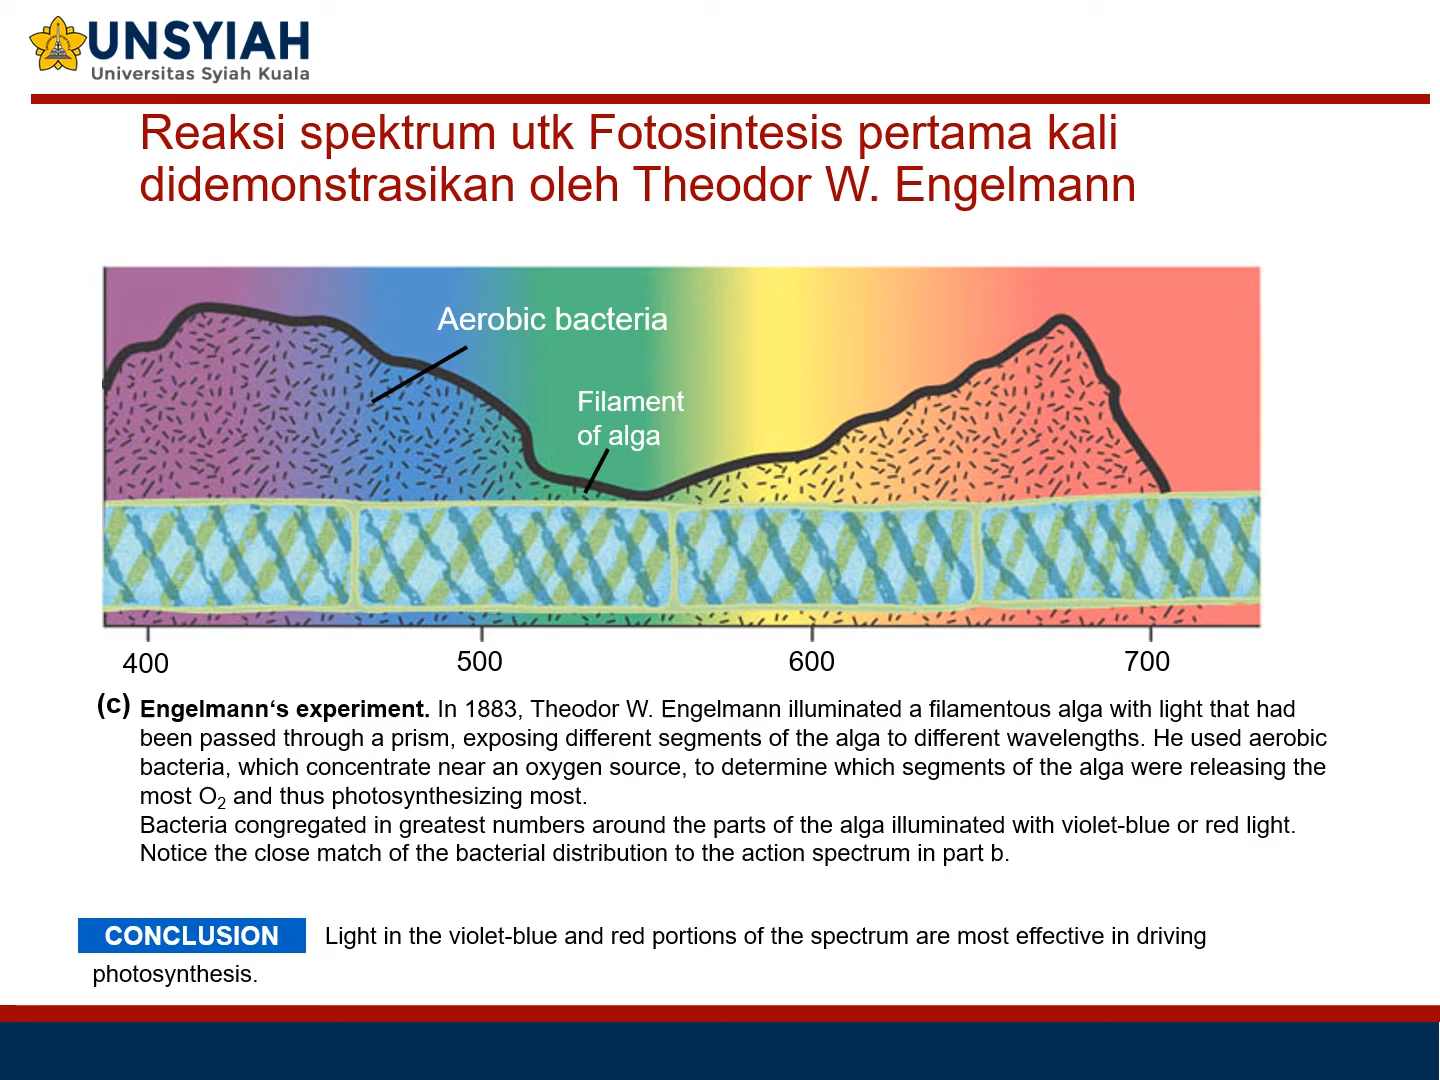 UNSYIAH
Universitas Syiah Kuala
Reaksi spektrum utk Fotosintesis pertama kali
didemonstrasikan oleh Theodor W. Engelmann
Aerobic bacteria
Filament
of alga
400 500 600 700
(c) Engelmann‘s experiment. In 1883, Theodor W. Engelmann illuminated a filamentous alga with light that had
been passed through a prism, exposing different segments of the alga to different wavelengths. He used aerobic
bacteria, which concentrate near an oxygen source, to determine which segments of the alga were releasing the
most O2 and thus photosynthesizing most.
Bacteria congregated in greatest numbers around the parts of the alga illuminated with violet-blue or red light.
Notice the close match of the bacterial distribution to the action spectrum in part b.
CONCLUSION Light in the violet-blue and red portions of the spectrum are most effective in driving
photosynthesis.